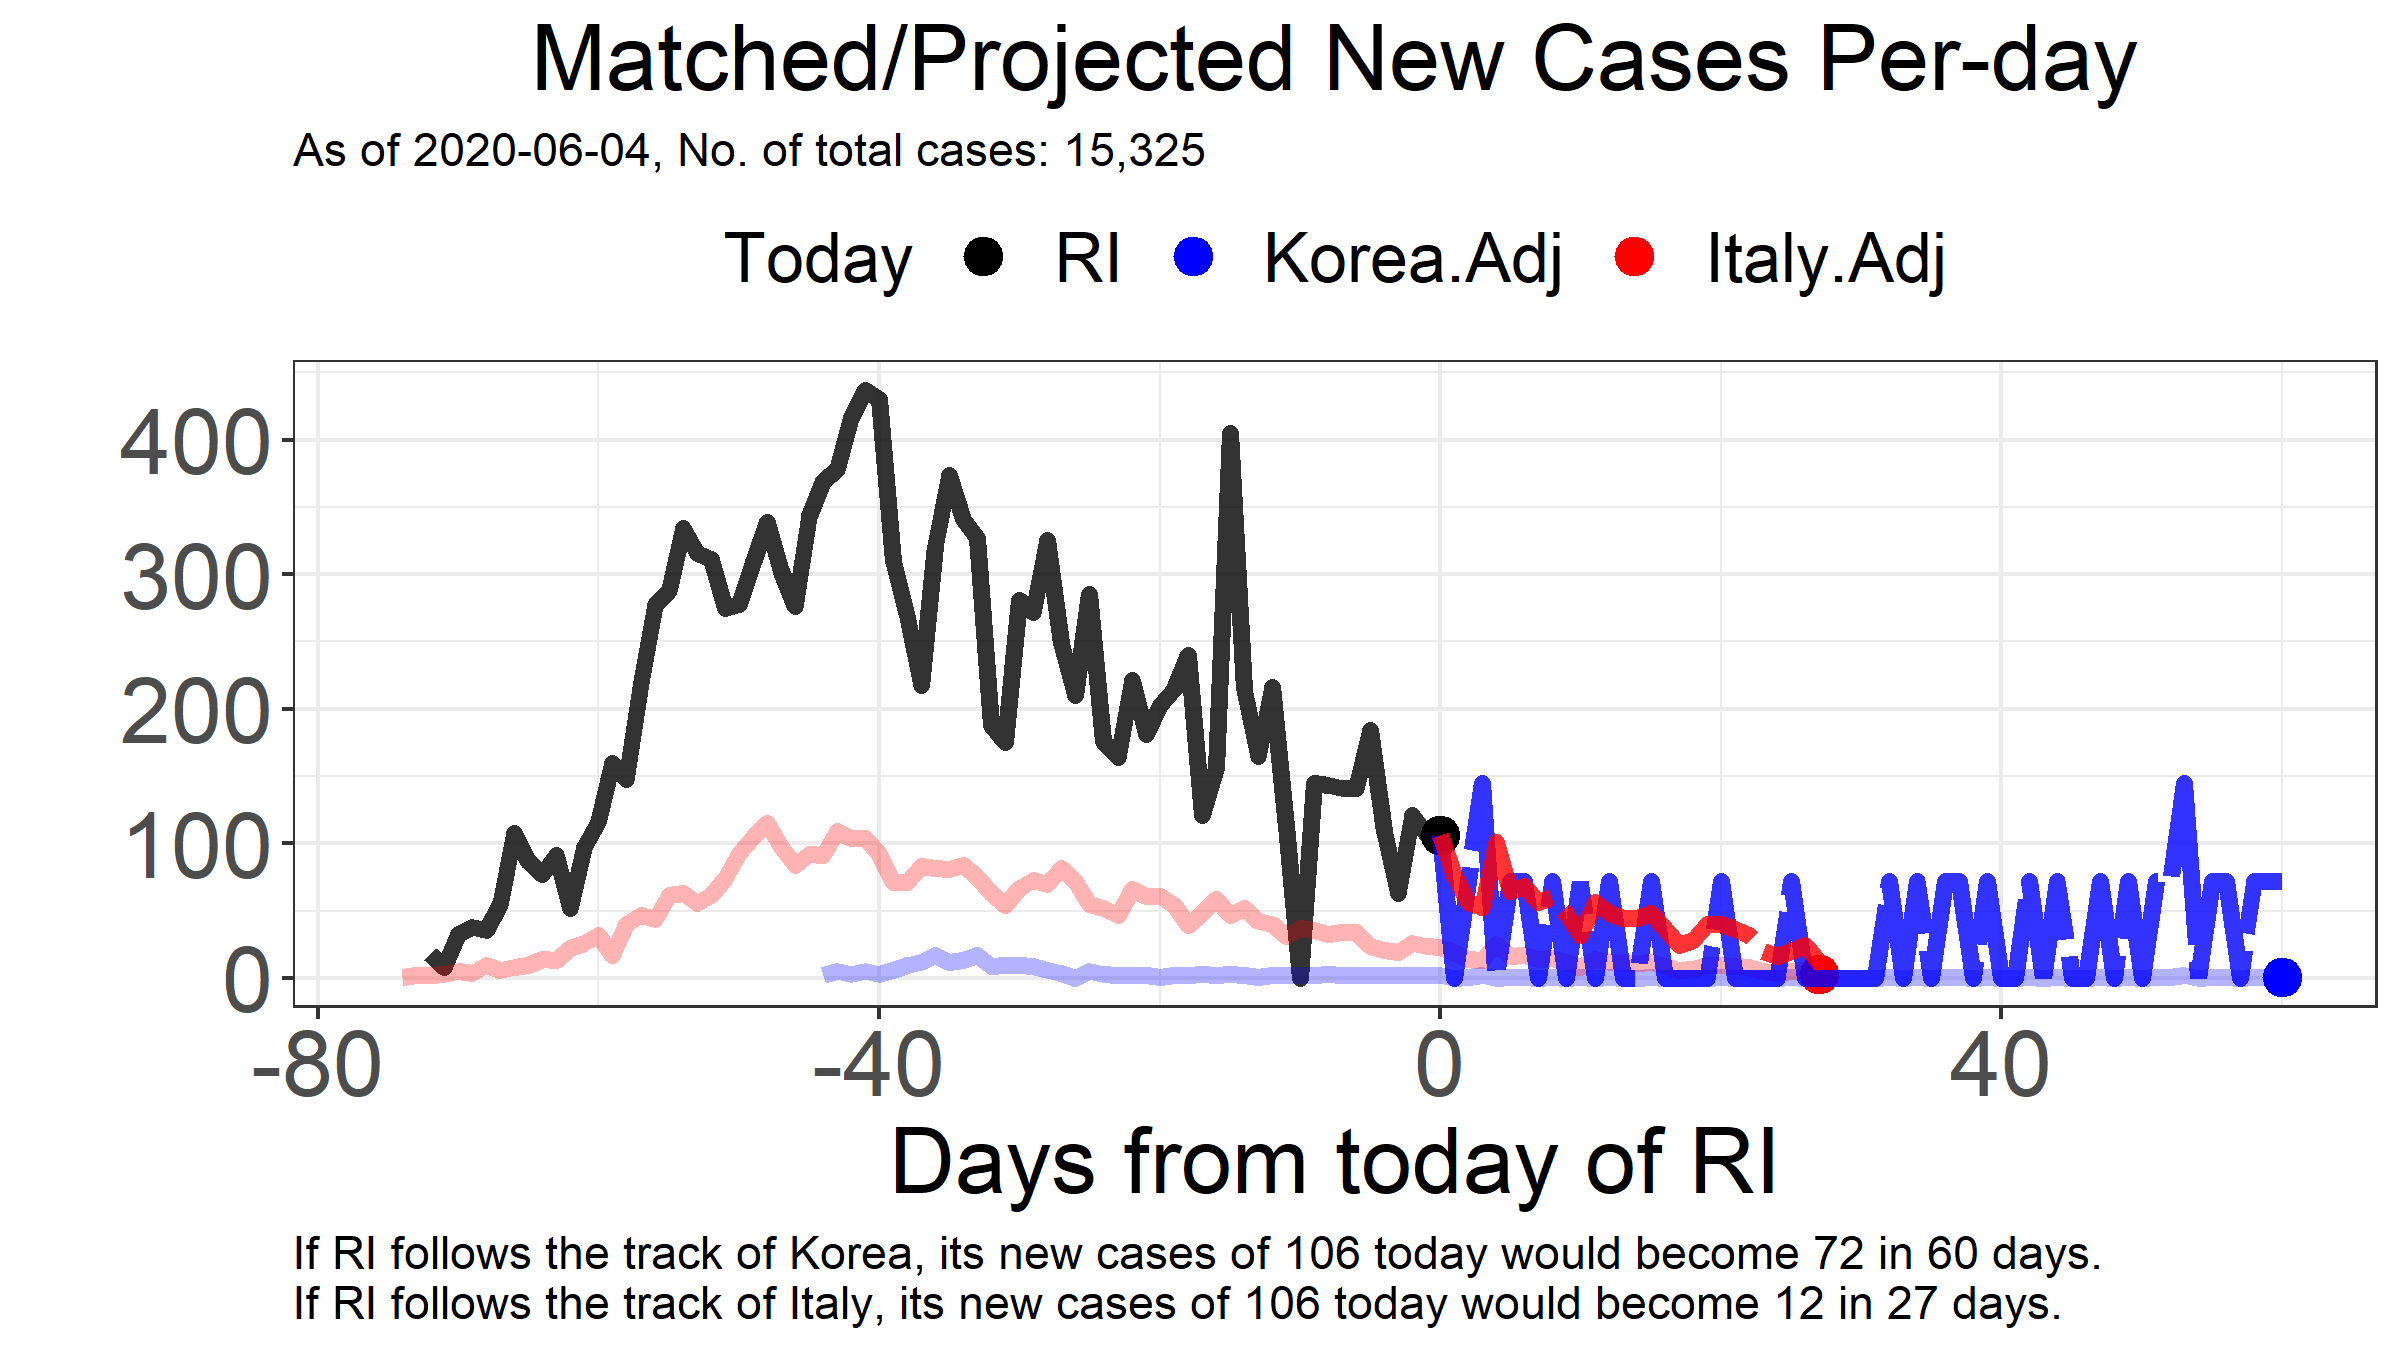 Matched/Projected New Cases Per-day
As of 2020-06-04, No. of total cases: 15,325
Today RI Korea.Adj Italy.Adj
400
300
200
100
0
-80 -40 0 40
Days from today of RI
If RI follows the track of Korea, its new cases of 106 today would become 72 in 60 days.
If RI follows the track of Italy, its new cases of 106 today would become 12 in 27 days.